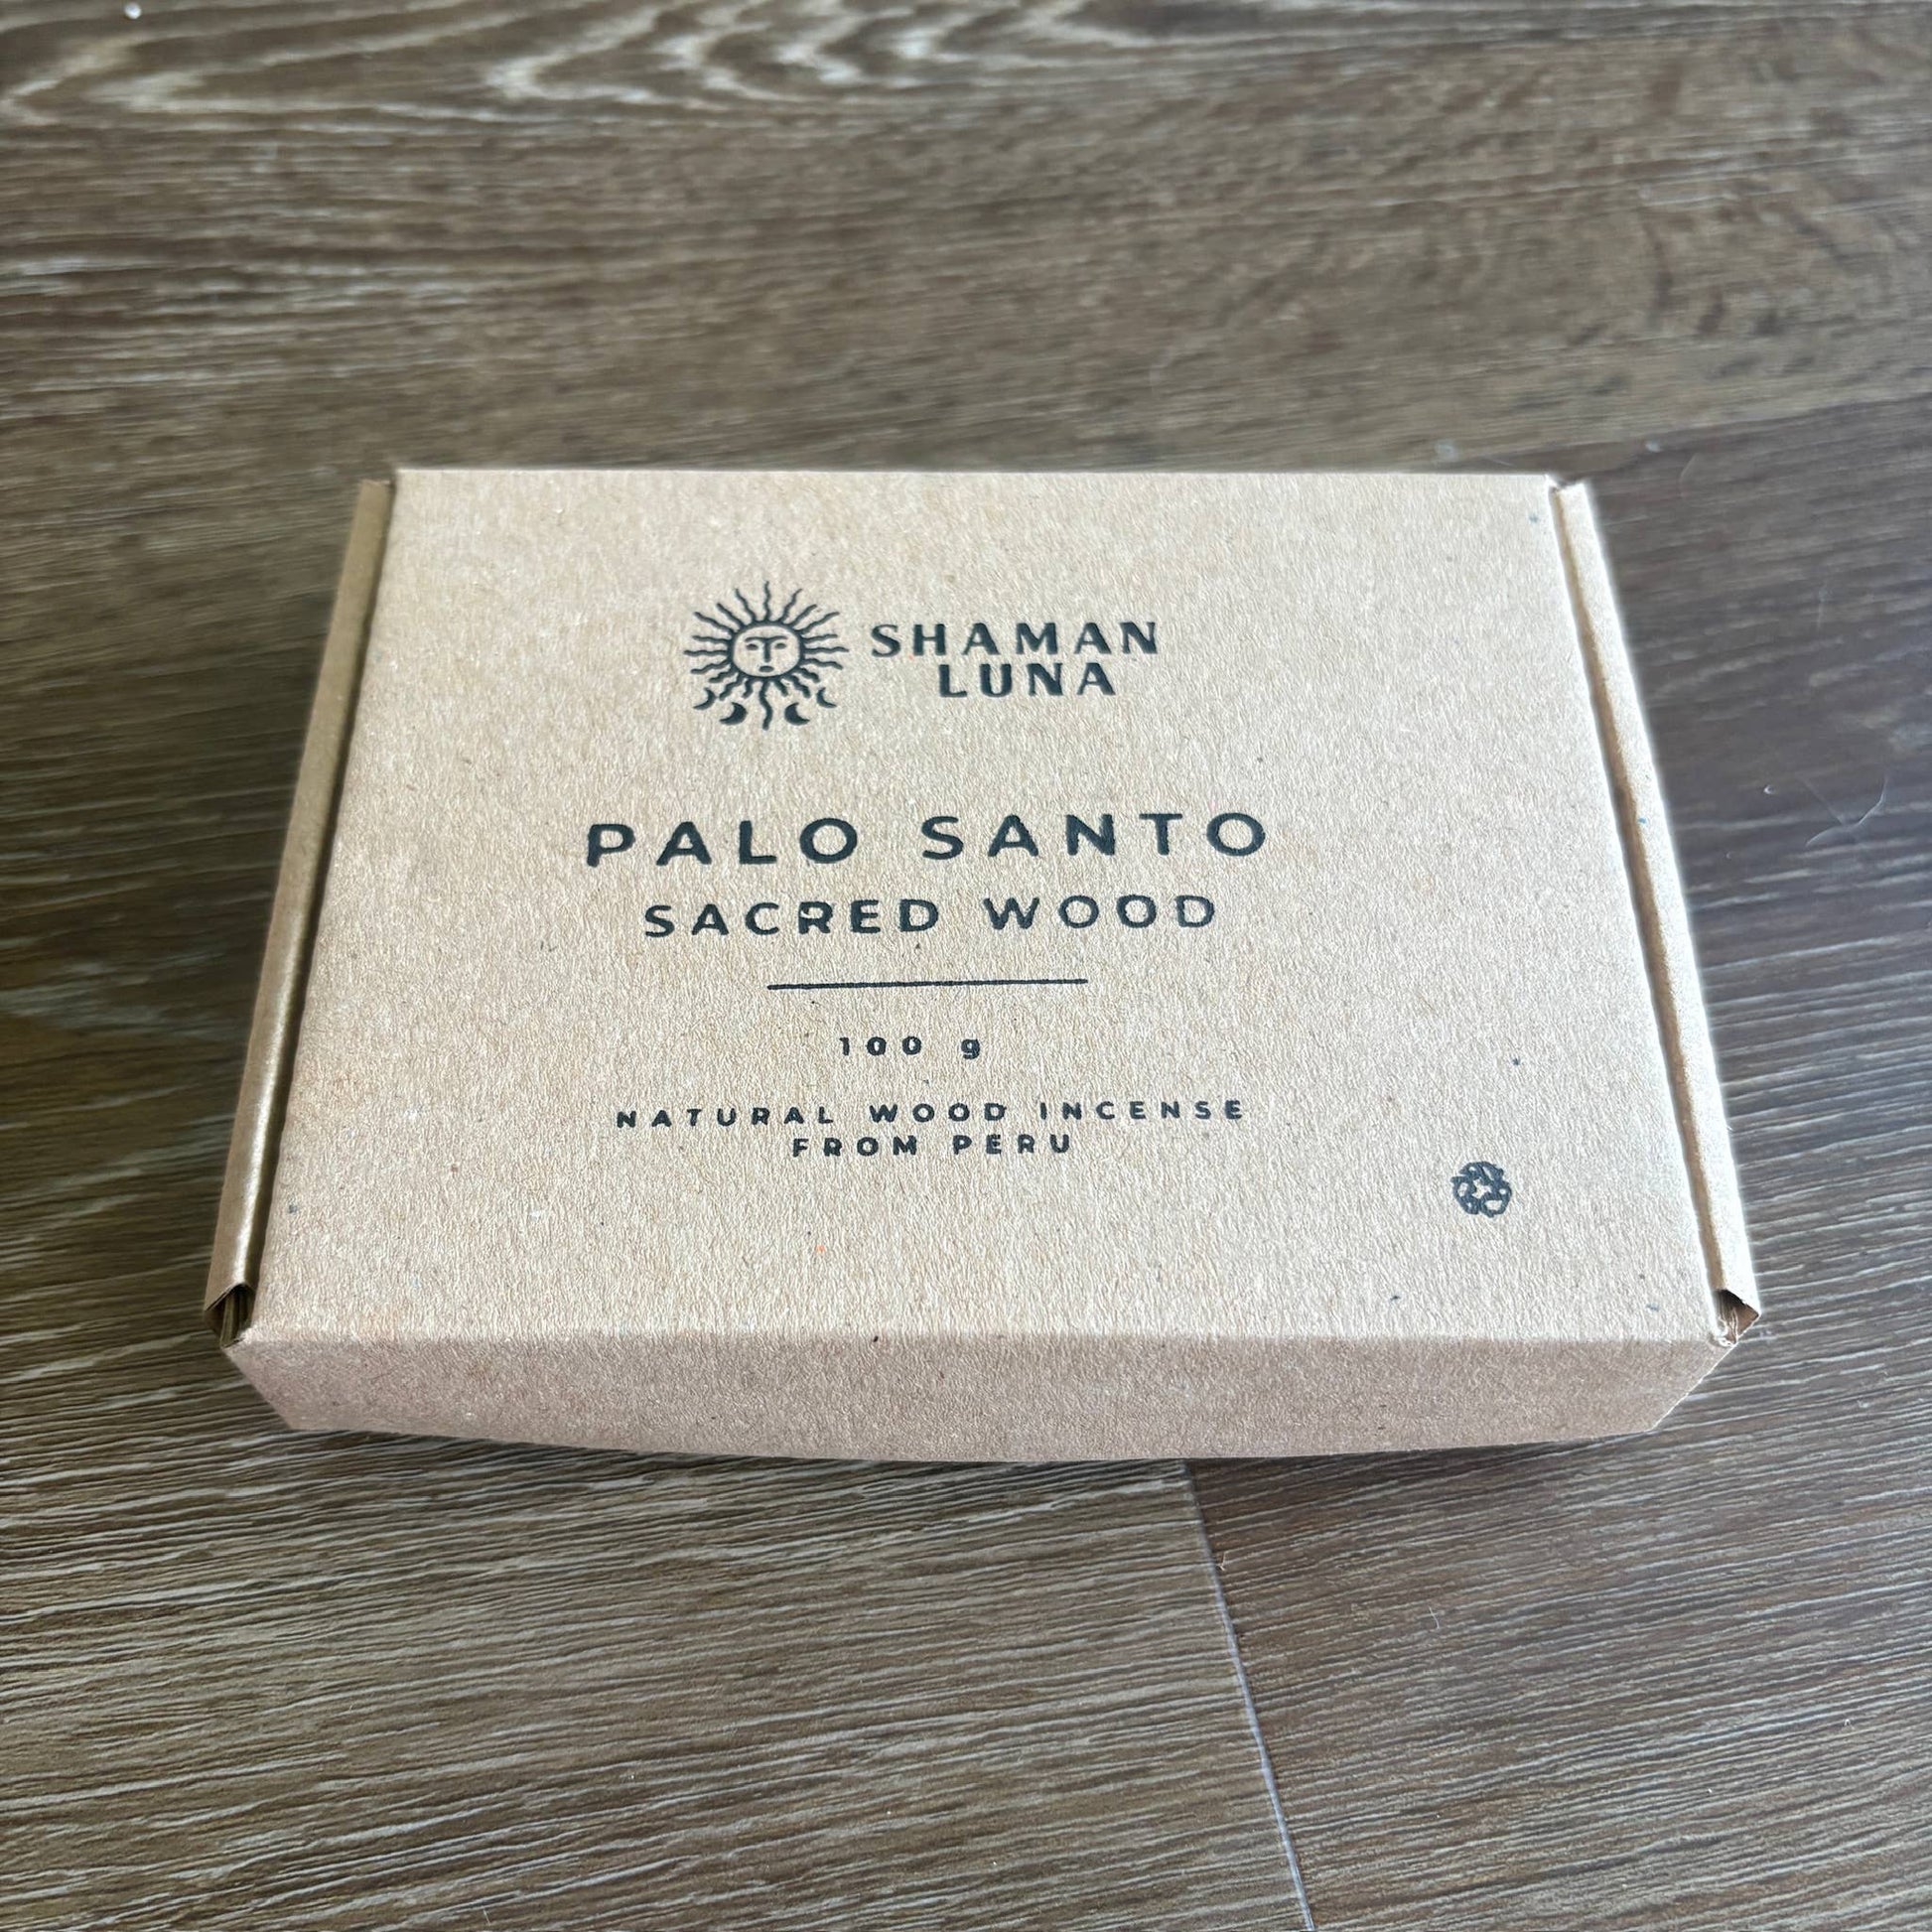 SHAMAN
LUNA
PALO SANTO
SACRED WOOD
100 g
NATURAL WOOD INCENSE
FROM PERU